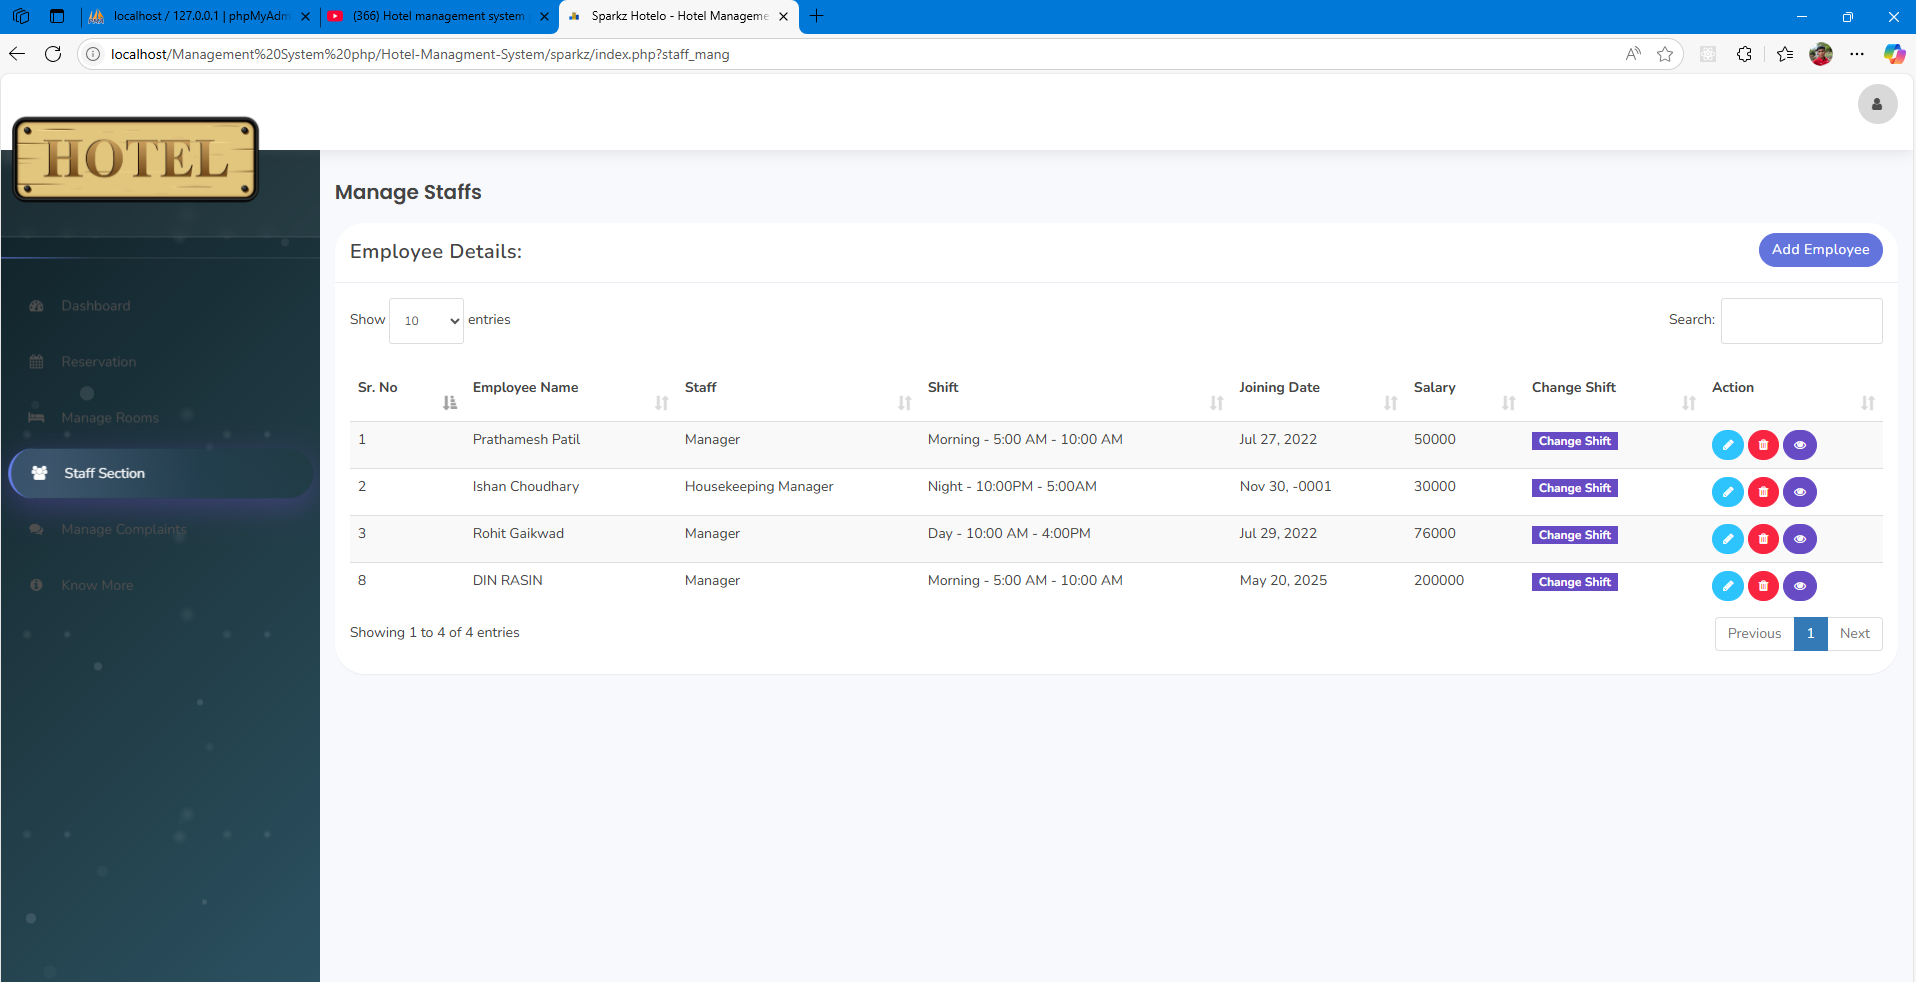 localhost / 127.0.0.1 | phpMyAdm
(366) Hotel management system
Sparkz Hotelo - Hotel Manageme
localhost/Management%20System%20php/Hotel-Managment-System/sparkz/index.php?staff_mang
HOTEL
Dashboard
Reservation
Manage Rooms
Staff Section
Manage Complaints
Know More
Manage Staffs
Employee Details:
Add Employee
Show 10 entries
Search:
Sr. No Employee Name Staff Shift Joining Date Salary Change Shift Action
1 Prathamesh Patil Manager Morning - 5:00 AM - 10:00 AM Jul 27, 2022 50000 Change Shift
2 Ishan Choudhary Housekeeping Manager Night - 10:00PM - 5:00AM Nov 30, -0001 30000 Change Shift
3 Rohit Gaikwad Manager Day - 10:00 AM - 4:00PM Jul 29, 2022 76000 Change Shift
8 DIN RASIN Manager Morning - 5:00 AM - 10:00 AM May 20, 2025 200000 Change Shift
Showing 1 to 4 of 4 entries
Previous 1 Next